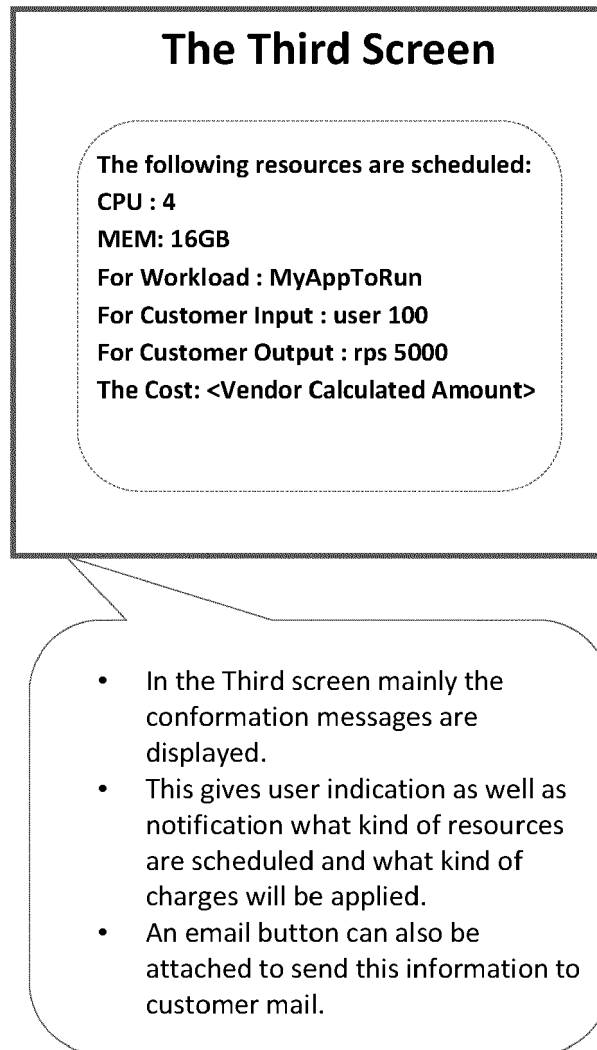 The Third Screen
The following resources are scheduled:
CPU : 4
MEM: 16GB
For Workload : MyAppToRun
For Customer Input : user 100
For Customer Output : rps 5000
The Cost: <Vendor Calculated Amount>
• In the Third screen mainly the
conformation messages are
displayed.
• This gives user indication as well as
notification what kind of resources
are scheduled and what kind of
charges will be applied.
• An email button can also be
attached to send this information to
customer mail.